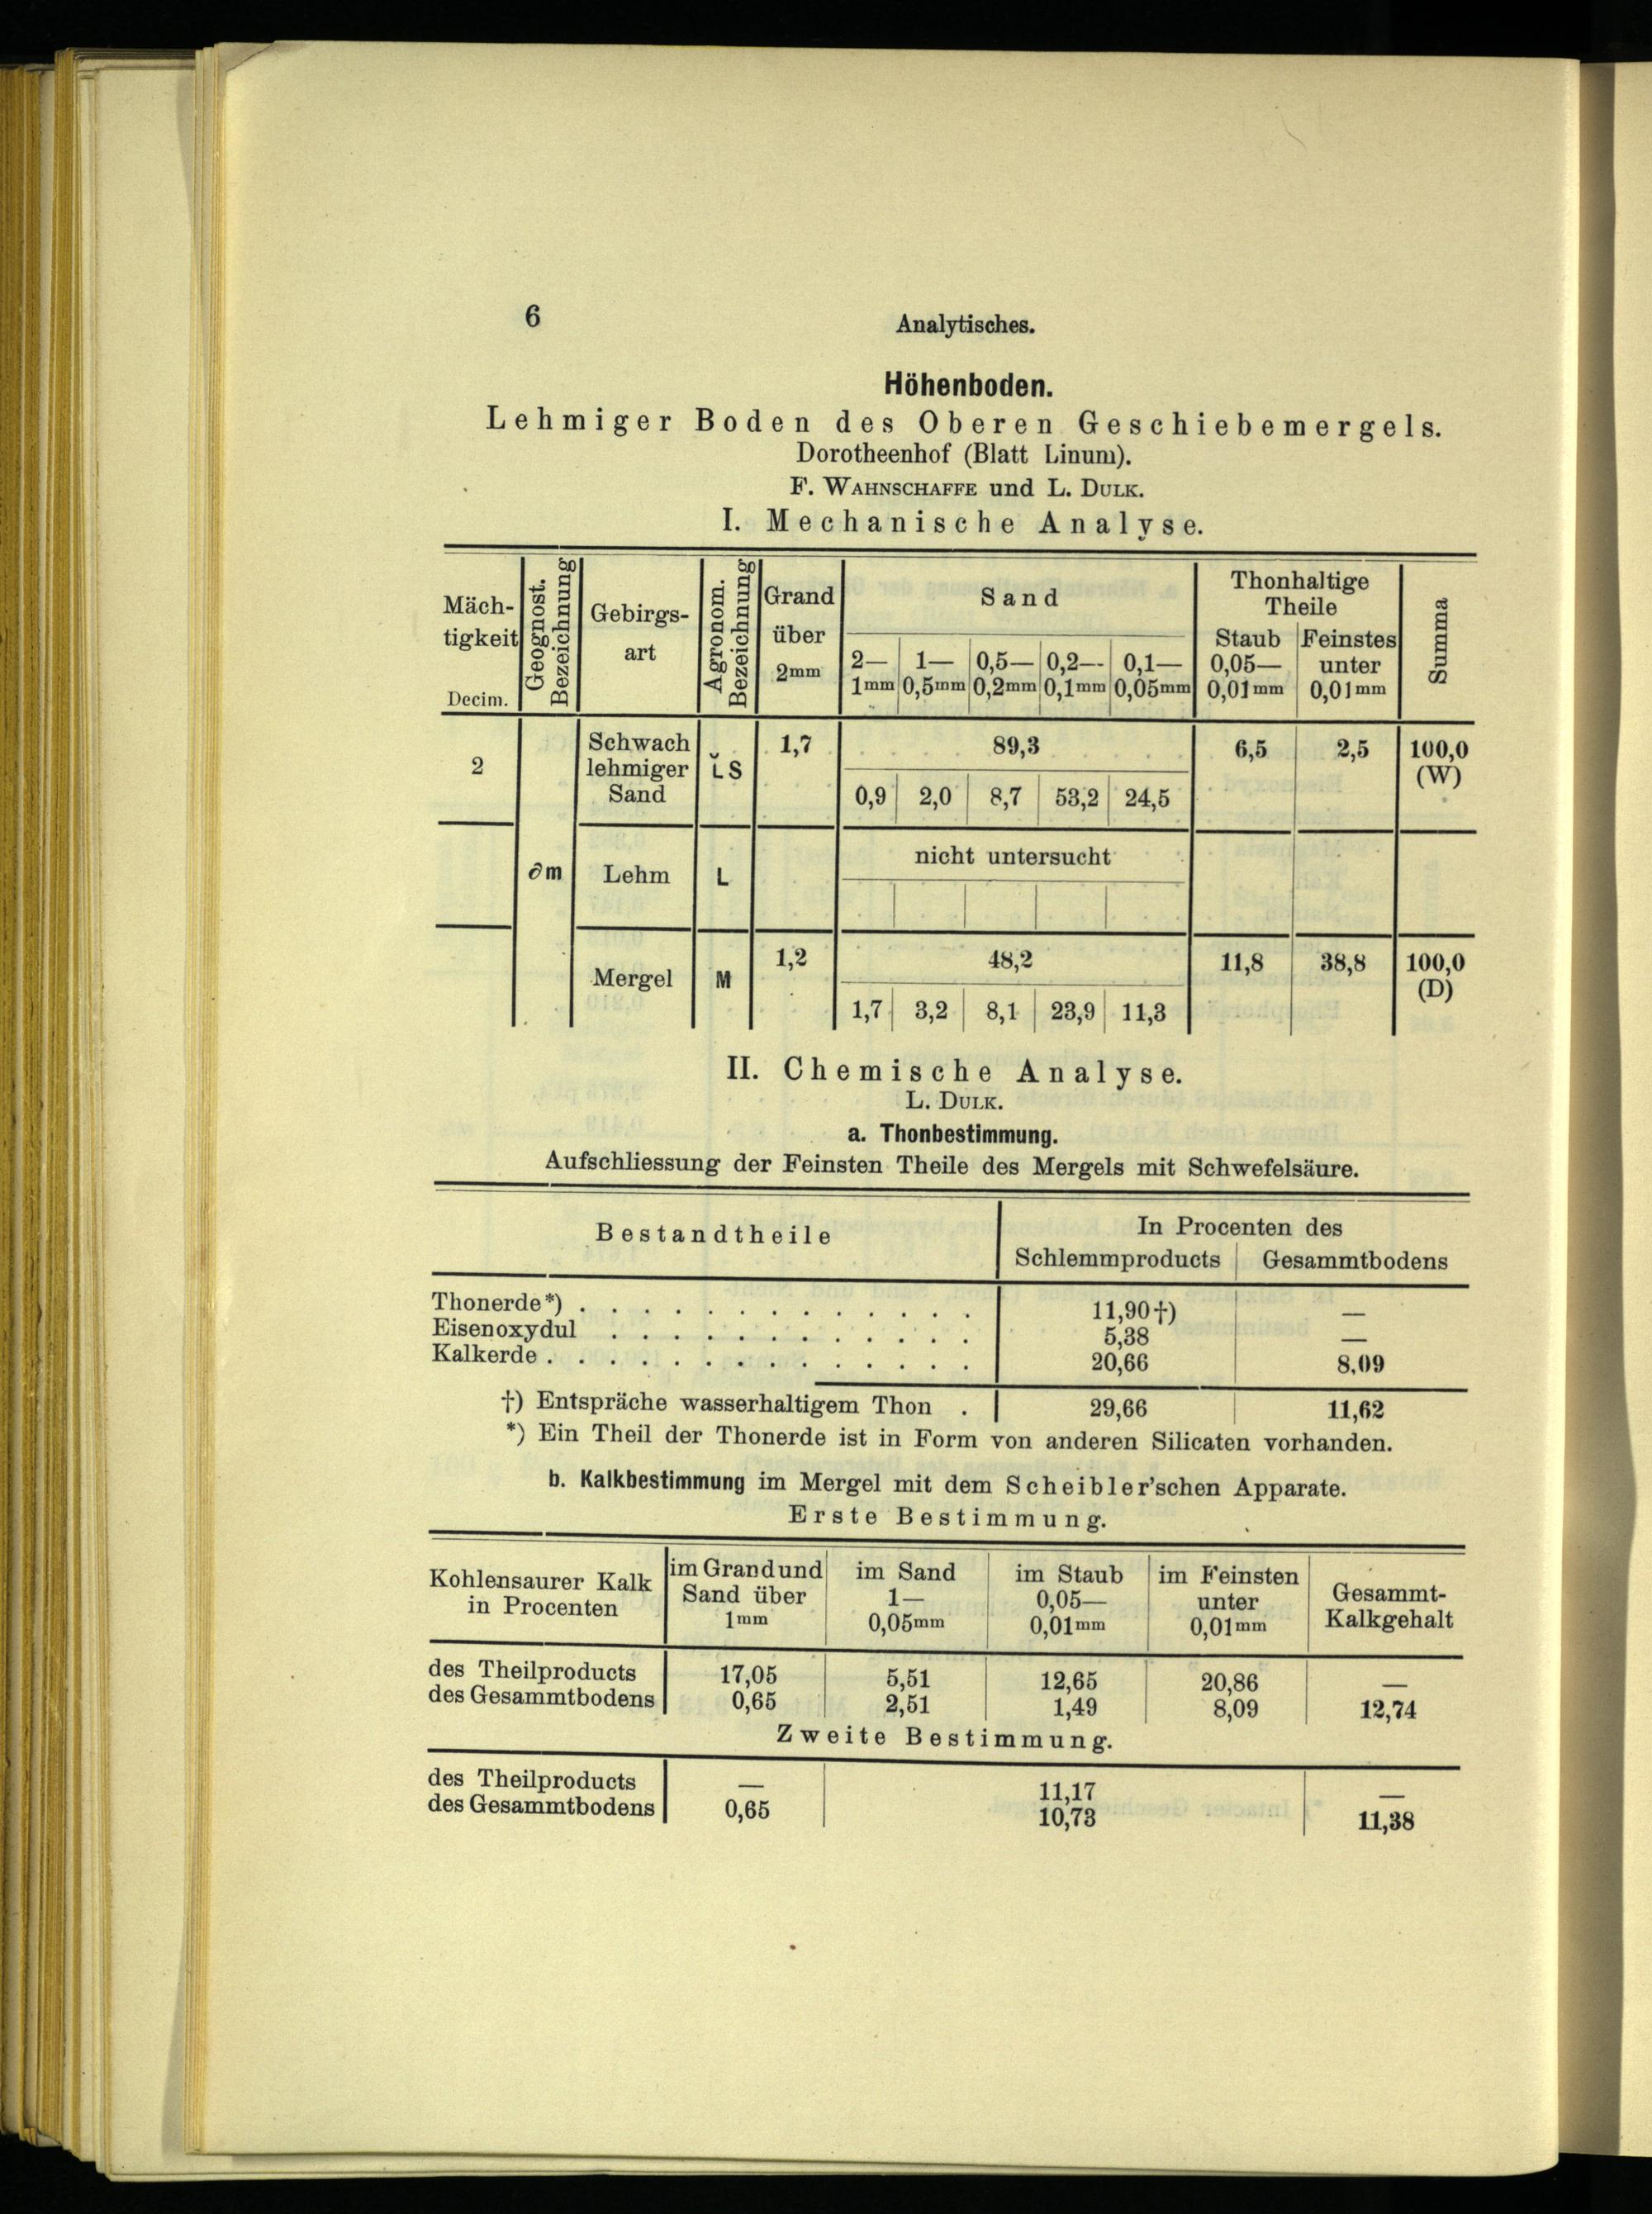 6
Analytisches.
Höhenboden.
Lehmiger Boden des Oberen Geschiebemergels.
Dorotheenhof (Blatt Linum).
F. WAHNSCHAFFE und L. DULK.
I. Mechanische Analyse.
Mäch-
tigkeit
Decim.
Geognost.
Bezeichnung
Gebirgs-
art
Agronom.
Bezeichnung
Grand
über
2mm
Sand
2— 1— 0,5— 0,2— 0,1—
1mm 0,5mm 0,2mm 0,1mm 0,05mm
Thonhaltige
Theile
Staub Feinstes
0,05— unter
0,01mm 0,01mm
Summa
2
∂m
Schwach
lehmiger
Sand
L̆S
1,7
89,3
0,9 2,0 8,7 53,2 24,5
6,5 2,5 100,0
(W)
Lehm L nicht untersucht
Mergel M
1,2
48,2
1,7 3,2 8,1 23,9 11,3
11,8 38,8 100,0
(D)
II. Chemische Analyse.
L. DULK.
a. Thonbestimmung.
Aufschliessung der Feinsten Theile des Mergels mit Schwefelsäure.
Bestandtheile
In Procenten des
Schlemmproducts Gesammtbodens
Thonerde*) . . . . . . . . . . . . . 11,90†) —
Eisenoxydul . . . . . . . . . . . . 5,38 —
Kalkerde . . . . . . . . . . . . . . 20,66 8,09
†) Entspräche wasserhaltigem Thon . 29,66 11,62
*) Ein Theil der Thonerde ist in Form von anderen Silicaten vorhanden.
b. Kalkbestimmung im Mergel mit dem Scheibler'schen Apparate.
Erste Bestimmung.
Kohlensaurer Kalk
in Procenten
im Grand und
Sand über
1mm
im Sand
1—
0,05mm
im Staub
0,05—
0,01mm
im Feinsten
unter
0,01mm
Gesammt-
Kalkgehalt
des Theilproducts 17,05 5,51 12,65 20,86 —
des Gesammtbodens 0,65 2,51 1,49 8,09 12,74
Zweite Bestimmung.
des Theilproducts — 11,17 —
des Gesammtbodens 0,65 10,73 11,38